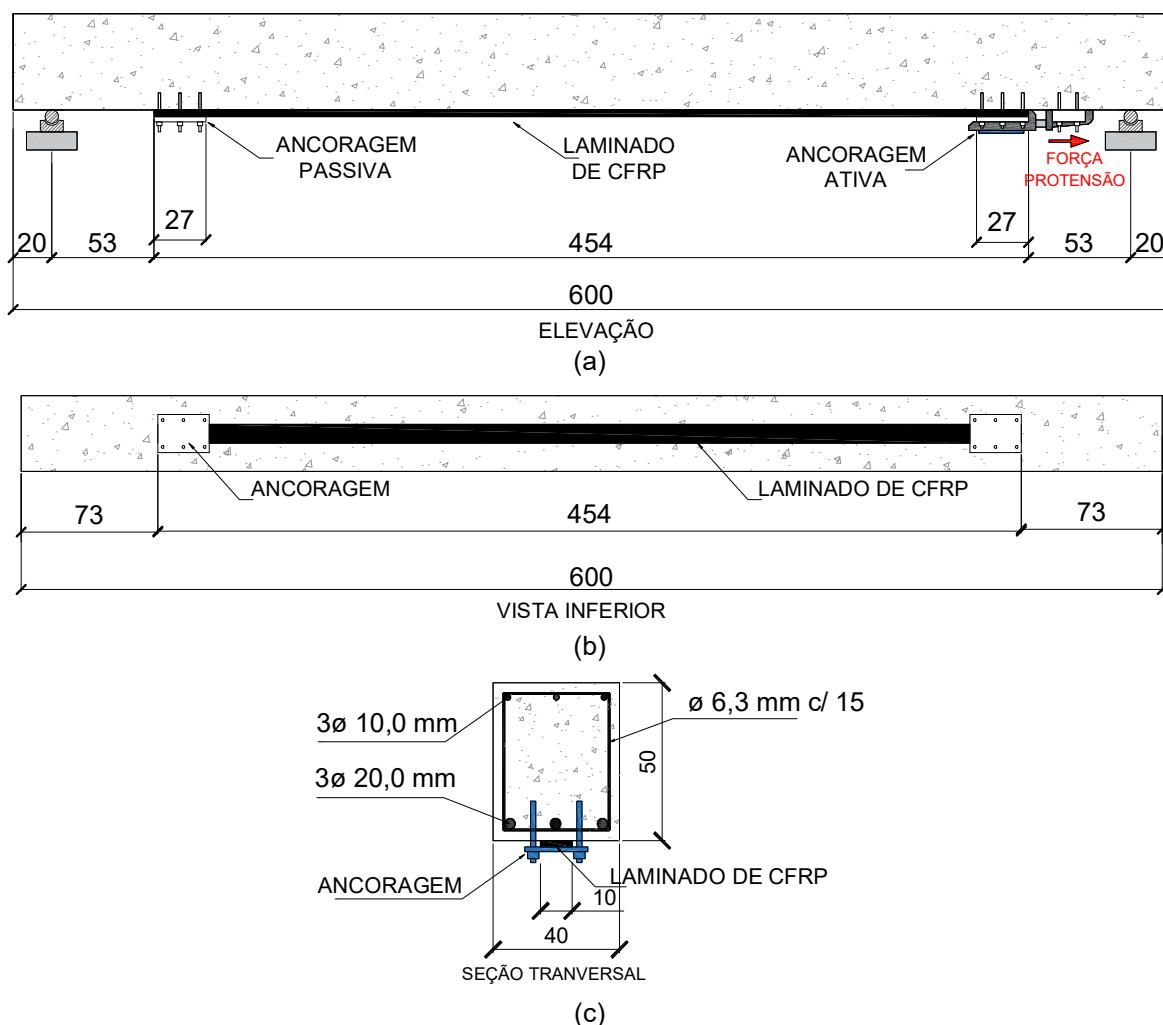 ANCORAGEM
PASSIVA
LAMINADO
DE CFRP
ANCORAGEM
ATIVA
FORÇA
PROTENSÃO
27
27
20
53
454
53
20
600
ELEVAÇÃO
(a)
ANCORAGEM
LAMINADO DE CFRP
73
454
73
600
VISTA INFERIOR
(b)
3ø 10,0 mm
ø 6,3 mm c/ 15
3ø 20,0 mm
50
ANCORAGEM
LAMINADO DE CFRP
10
40
SEÇÃO TRANVERSAL
(c)